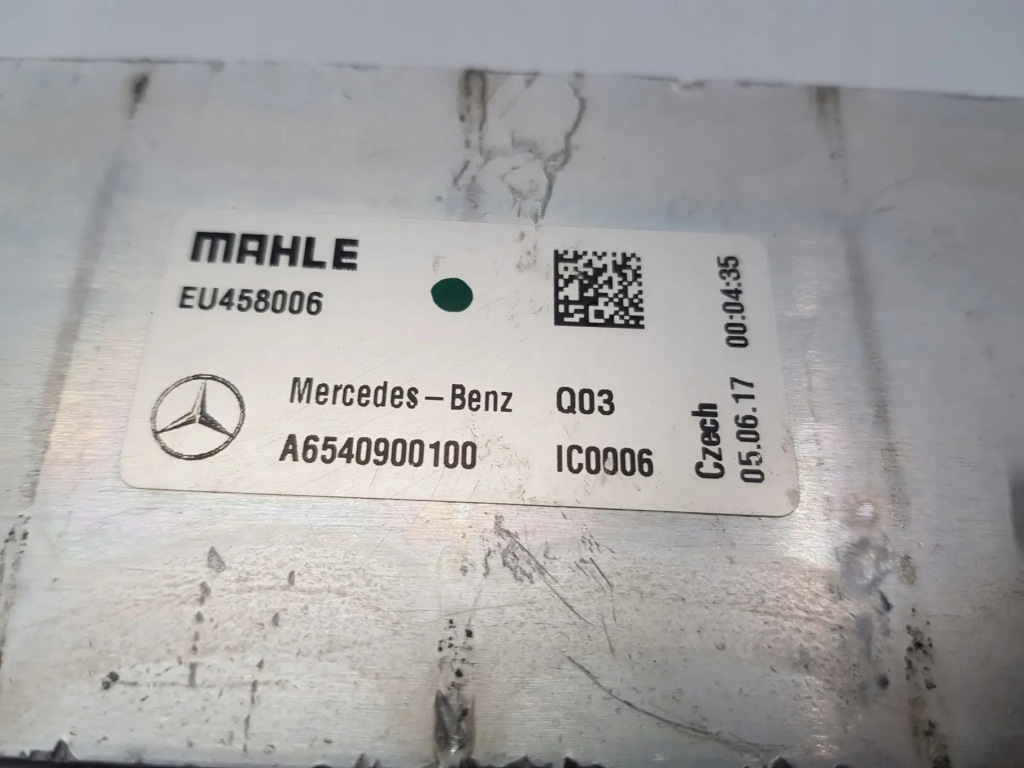 MAHLE
EU458006
Mercedes-Benz Q03
A6540900100 IC0006
Czech
05.06.17 00:04:35